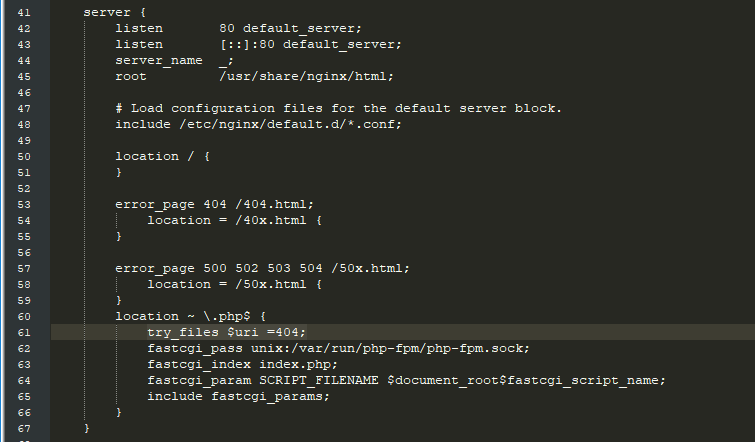 41 server {
42 listen 80 default_server;
43 listen [::]:80 default_server;
44 server_name _;
45 root /usr/share/nginx/html;
46
47 # Load configuration files for the default server block.
48 include /etc/nginx/default.d/*.conf;
49
50 location / {
51 }
52
53 error_page 404 /404.html;
54 location = /40x.html {
55 }
56
57 error_page 500 502 503 504 /50x.html;
58 location = /50x.html {
59 }
60 location ~ \.php$ {
61 try_files $uri =404;
62 fastcgi_pass unix:/var/run/php-fpm/php-fpm.sock;
63 fastcgi_index index.php;
64 fastcgi_param SCRIPT_FILENAME $document_root$fastcgi_script_name;
65 include fastcgi_params;
66 }
67 }